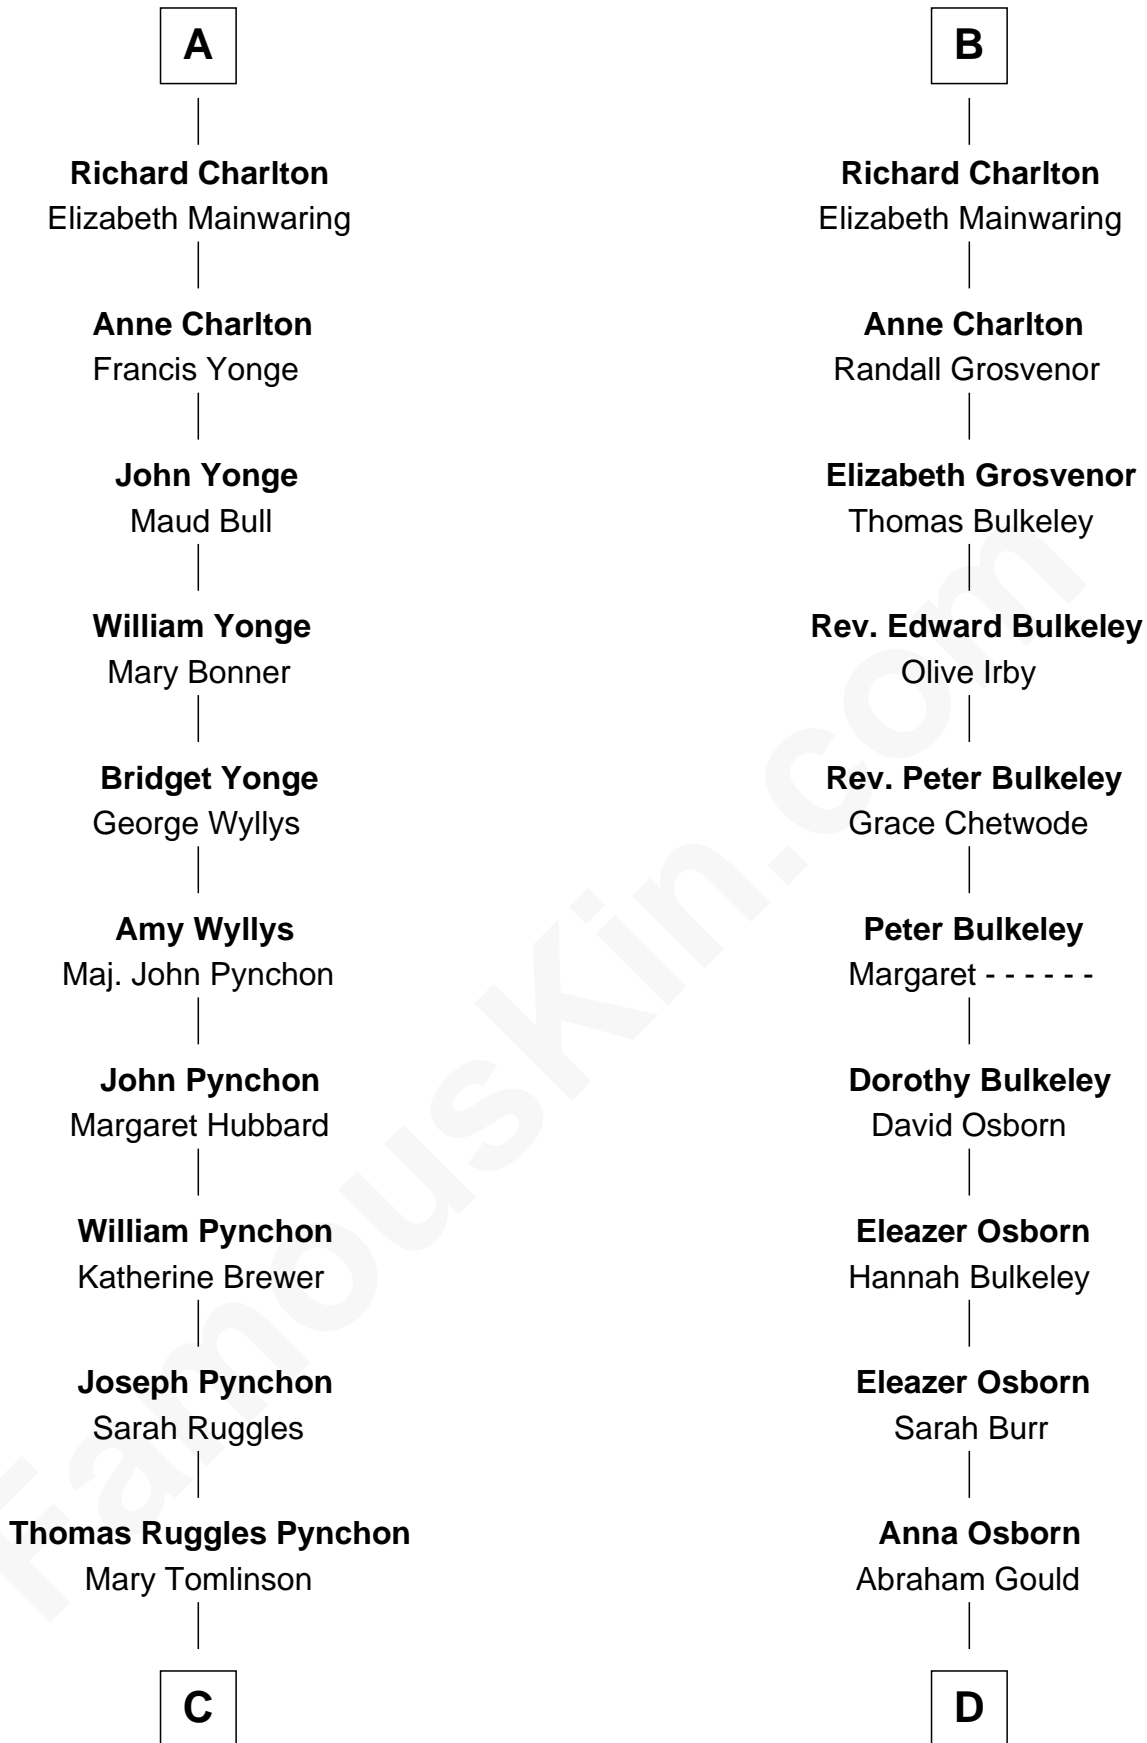 A
Richard Charlton
Elizabeth Mainwaring
Anne Charlton
Francis Yonge
John Yonge
Maud Bull
William Yonge
Mary Bonner
Bridget Yonge
George Wyllys
Amy Wyllys
Maj. John Pynchon
John Pynchon
Margaret Hubbard
William Pynchon
Katherine Brewer
Joseph Pynchon
Sarah Ruggles
Thomas Ruggles Pynchon
Mary Tomlinson
C
B
Richard Charlton
Elizabeth Mainwaring
Anne Charlton
Randall Grosvenor
Elizabeth Grosvenor
Thomas Bulkeley
Rev. Edward Bulkeley
Olive Irby
Rev. Peter Bulkeley
Grace Chetwode
Peter Bulkeley
Margaret - - - - - -
Dorothy Bulkeley
David Osborn
Eleazer Osborn
Hannah Bulkeley
Eleazer Osborn
Sarah Burr
Anna Osborn
Abraham Gould
D
FamousKin.com